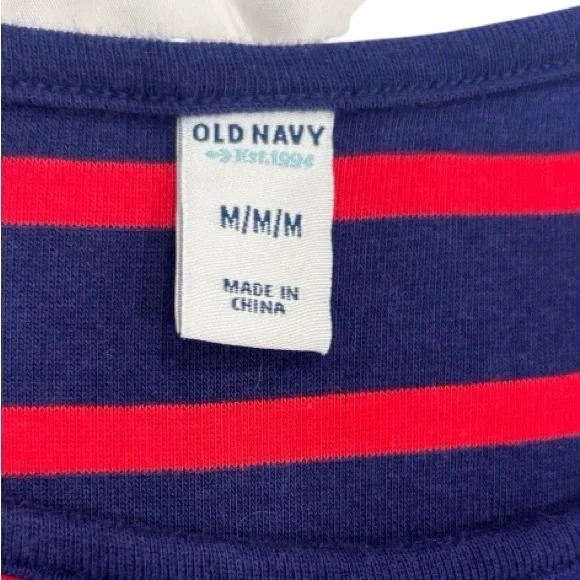 OLD NAVY
Est.1994
M/M/M
MADE IN
CHINA